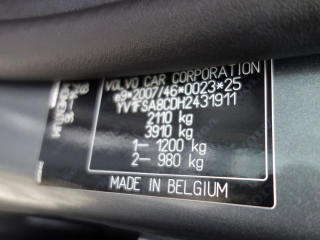 VOLVO CAR CORPORATION
e9*2007/46*0023*25
YV1FSA8CDH2431911
2110 kg
3910 kg
1- 1200 kg
2- 980 kg
MADE IN BELGIUM